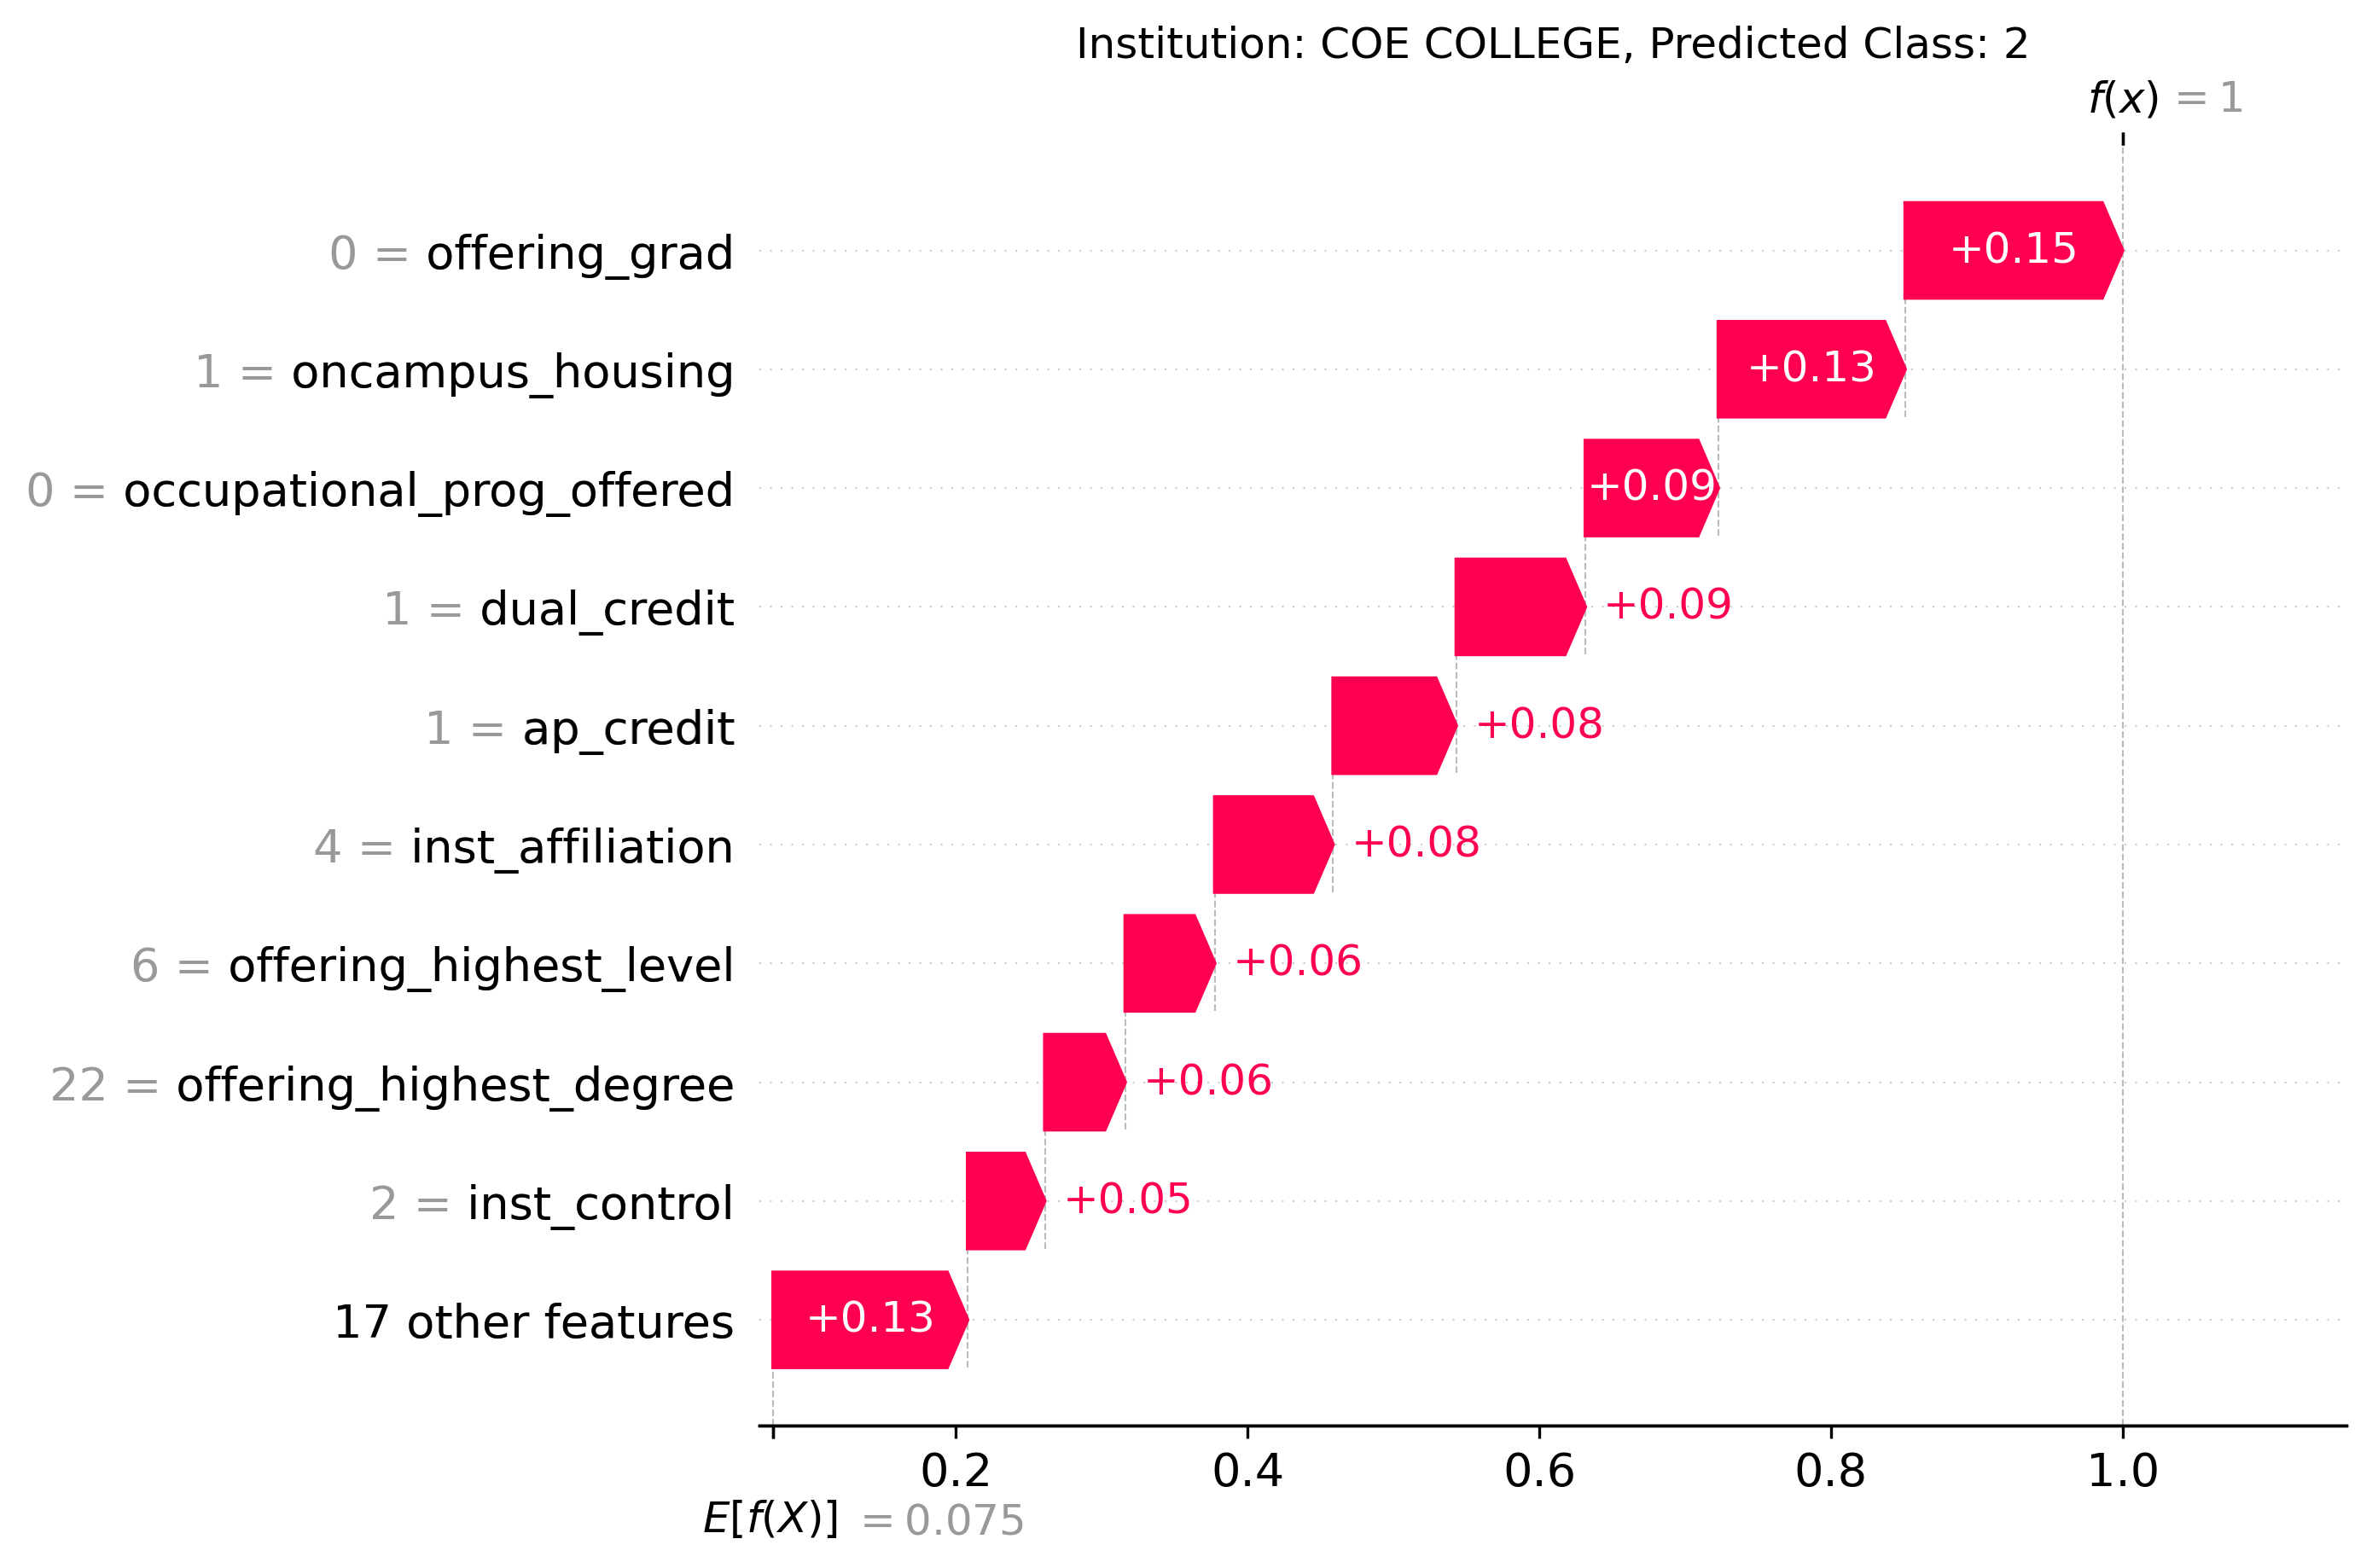 Institution: COE COLLEGE, Predicted Class: 2
f(x) = 1
0 = offering_grad +0.15
1 = oncampus_housing +0.13
0 = occupational_prog_offered +0.09
1 = dual_credit +0.09
1 = ap_credit +0.08
4 = inst_affiliation +0.08
6 = offering_highest_level +0.06
22 = offering_highest_degree +0.06
2 = inst_control +0.05
17 other features +0.13
0.2 0.4 0.6 0.8 1.0
E[f(X)] = 0.075